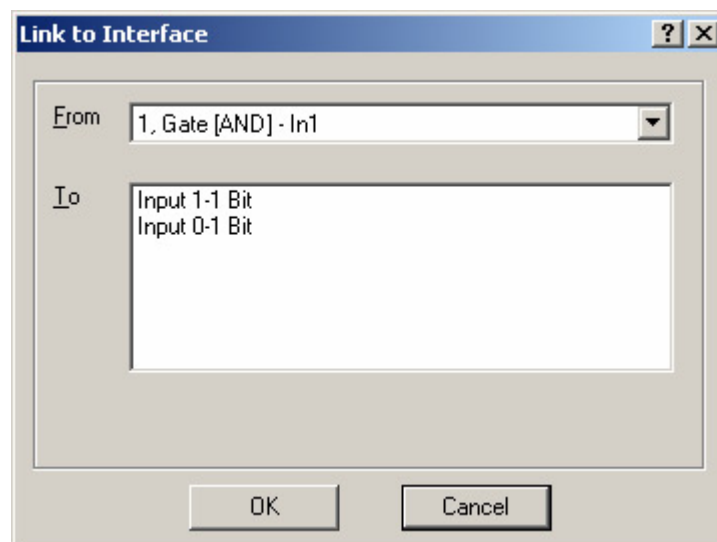 Link to Interface
From
1, Gate [AND] - In1
To
Input 1-1 Bit
Input 0-1 Bit
OK
Cancel